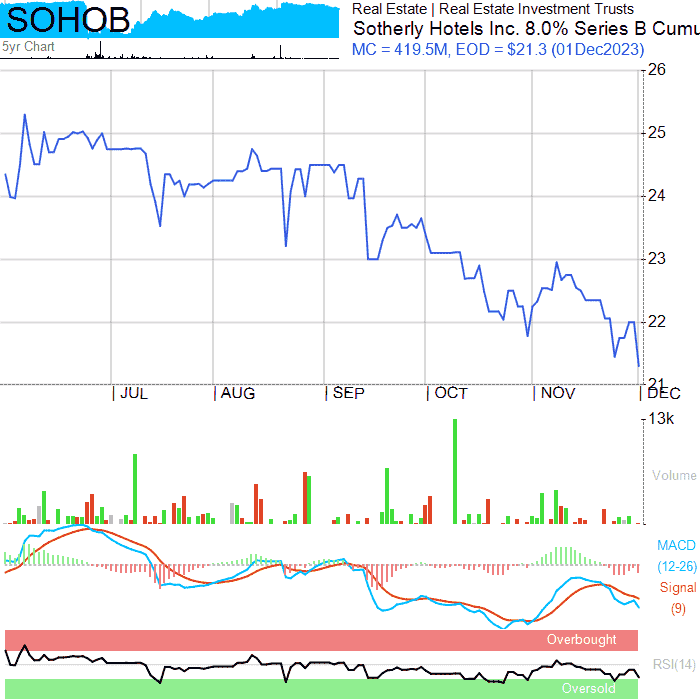 SOHOB
Real Estate | Real Estate Investment Trusts
Sotherly Hotels Inc. 8.0% Series B Cumu
5yr Chart
MC = 419.5M, EOD = $21.3 (01Dec2023)
26
25
24
23
22
21
JUL AUG SEP OCT NOV DEC
13k
Volume
MACD
(12-26)
Signal
(9)
Overbought
RSI(14)
Oversold